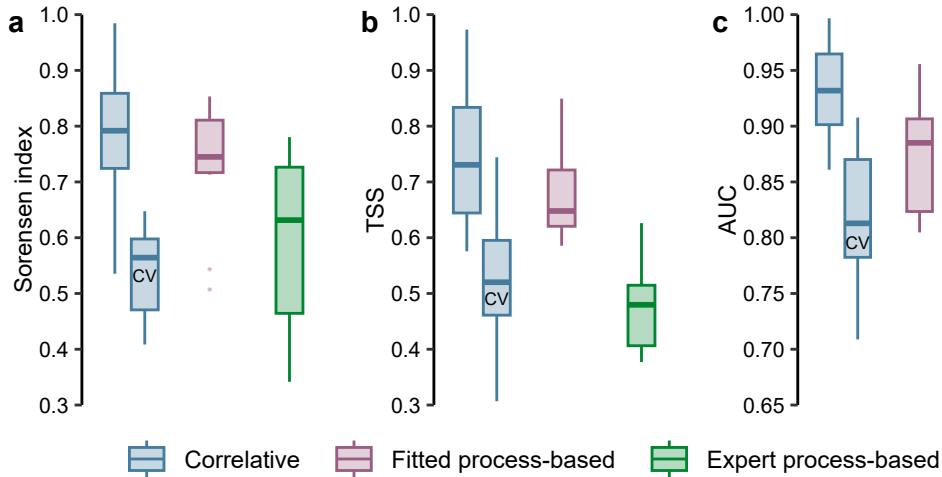 a
Sorensen index
1.0
0.9
0.8
0.7
0.6
0.5
0.4
0.3
CV
b
TSS
1.0
0.9
0.8
0.7
0.6
0.5
0.4
0.3
CV
c
AUC
1.00
0.95
0.90
0.85
0.80
0.75
0.70
0.65
CV
Correlative
Fitted process-based
Expert process-based